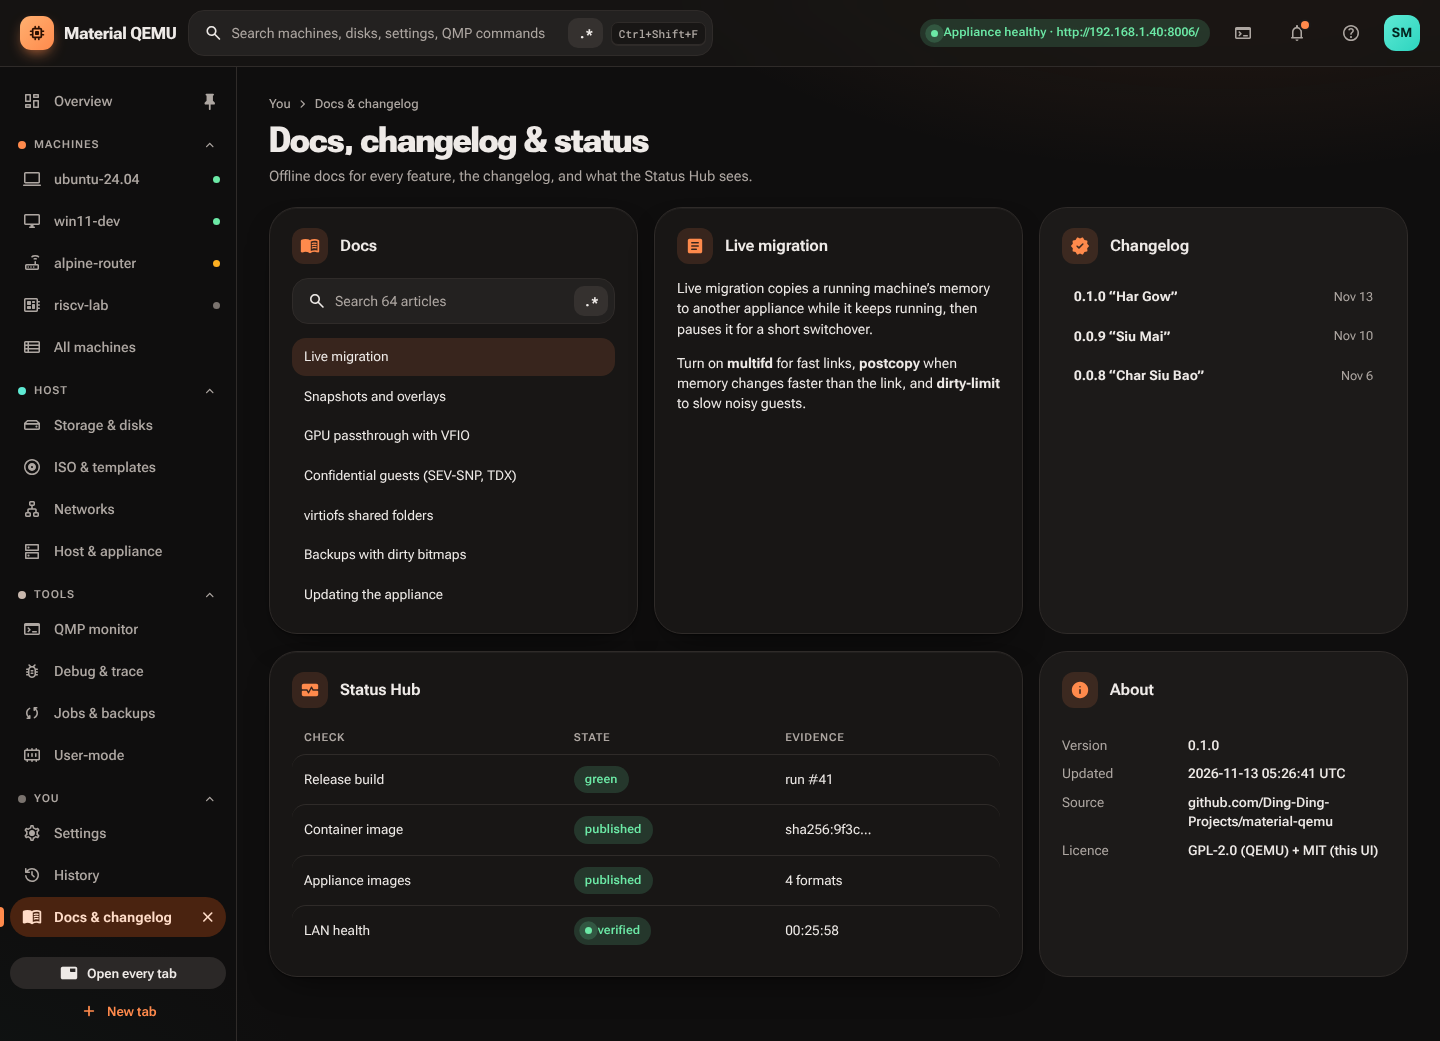 Material QEMU
Search machines, disks, settings, QMP commands
.*
Ctrl+Shift+F
Appliance healthy · http://192.168.1.40:8006/
SM
Overview
MACHINES
ubuntu-24.04
win11-dev
alpine-router
riscv-lab
All machines
HOST
Storage & disks
ISO & templates
Networks
Host & appliance
TOOLS
QMP monitor
Debug & trace
Jobs & backups
User-mode
YOU
Settings
History
Docs & changelog
Open every tab
New tab
You
Docs & changelog
Docs, changelog & status
Offline docs for every feature, the changelog, and what the Status Hub sees.
Docs
Search 64 articles
.*
Live migration
Snapshots and overlays
GPU passthrough with VFIO
Confidential guests (SEV-SNP, TDX)
virtiofs shared folders
Backups with dirty bitmaps
Updating the appliance
Live migration
Live migration copies a running machine’s memory
to another appliance while it keeps running, then
pauses it for a short switchover.
Turn on multifd for fast links, postcopy when
memory changes faster than the link, and dirty-limit
to slow noisy guests.
Changelog
0.1.0 “Har Gow” Nov 13
0.0.9 “Siu Mai” Nov 10
0.0.8 “Char Siu Bao” Nov 6
Status Hub
CHECK STATE EVIDENCE
Release build green run #41
Container image published sha256:9f3c…
Appliance images published 4 formats
LAN health verified 00:25:58
About
Version 0.1.0
Updated 2026-11-13 05:26:41 UTC
Source github.com/Ding-Ding-
Projects/material-qemu
Licence GPL-2.0 (QEMU) + MIT (this UI)